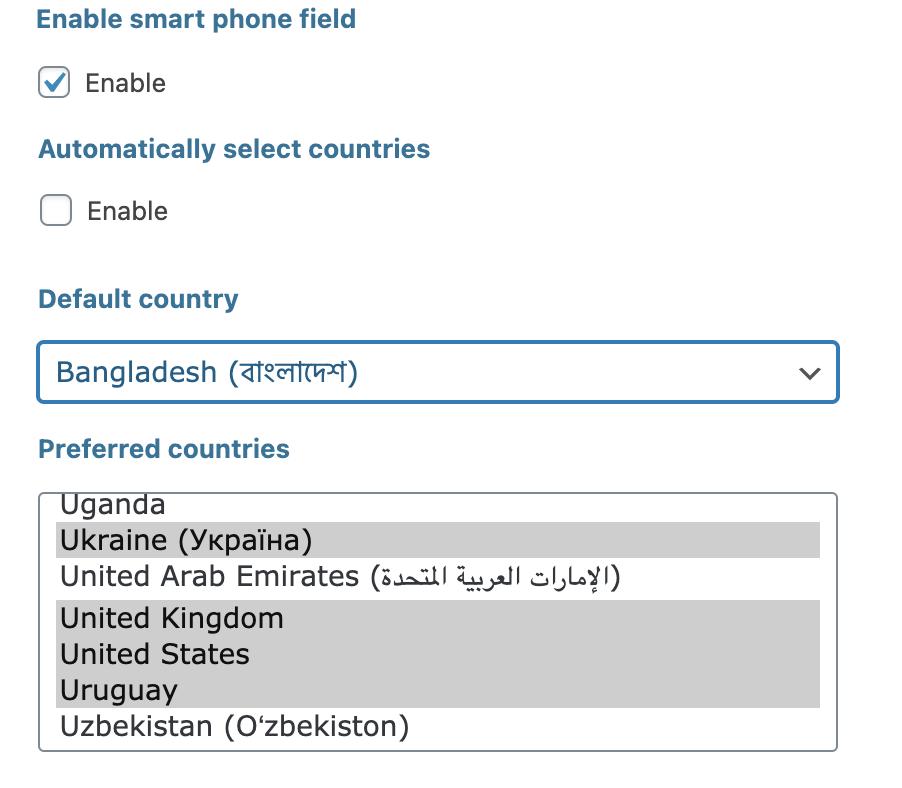 Enable smart phone field
Enable
Automatically select countries
Enable
Default country
Bangladesh (বাংলাদেশ)
Preferred countries
Uganda
Ukraine (Україна)
United Arab Emirates (الإمارات العربية المتحدة)
United Kingdom
United States
Uruguay
Uzbekistan (Oʻzbekiston)